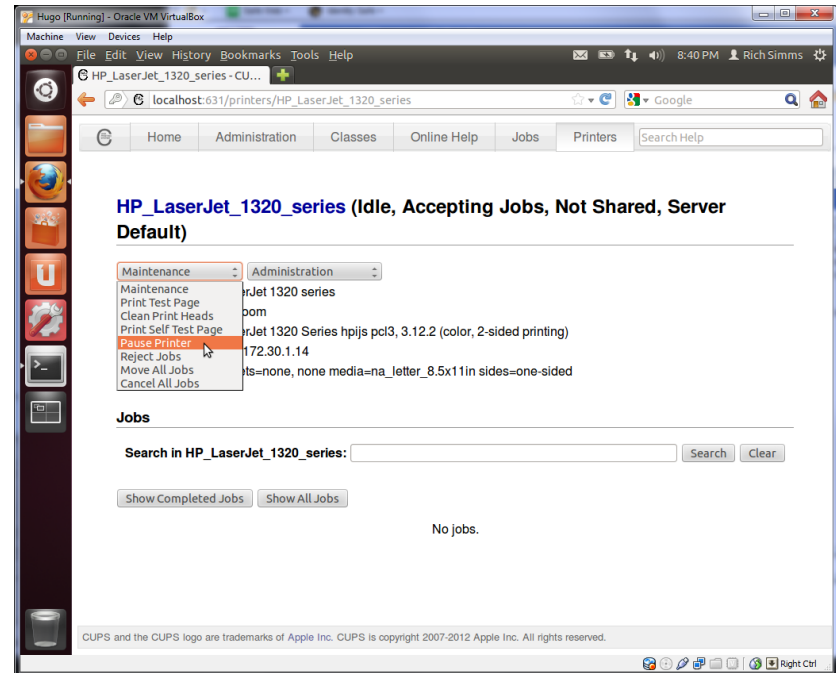 Hugo [Running] - Oracle VM VirtualBox
Machine View Devices Help
File Edit View History Bookmarks Tools Help 8:40 PM Rich Simms
HP_LaserJet_1320_series - CU...
localhost:631/printers/HP_LaserJet_1320_series Google
Home Administration Classes Online Help Jobs Printers Search Help
HP_LaserJet_1320_series (Idle, Accepting Jobs, Not Shared, Server
Default)
Maintenance Administration
Maintenance
rJet 1320 series
Print Test Page
Clean Print Heads
oom
Print Self Test Page
rJet 1320 Series hpijs pcl3, 3.12.2 (color, 2-sided printing)
Pause Printer
172.30.1.14
Reject Jobs
Move All Jobs
ets=none, none media=na_letter_8.5x11in sides=one-sided
Cancel All Jobs
Jobs
Search in HP_LaserJet_1320_series: Search Clear
Show Completed Jobs Show All Jobs
No jobs.
CUPS and the CUPS logo are trademarks of Apple Inc. CUPS is copyright 2007-2012 Apple Inc. All rights reserved.
Right Ctrl